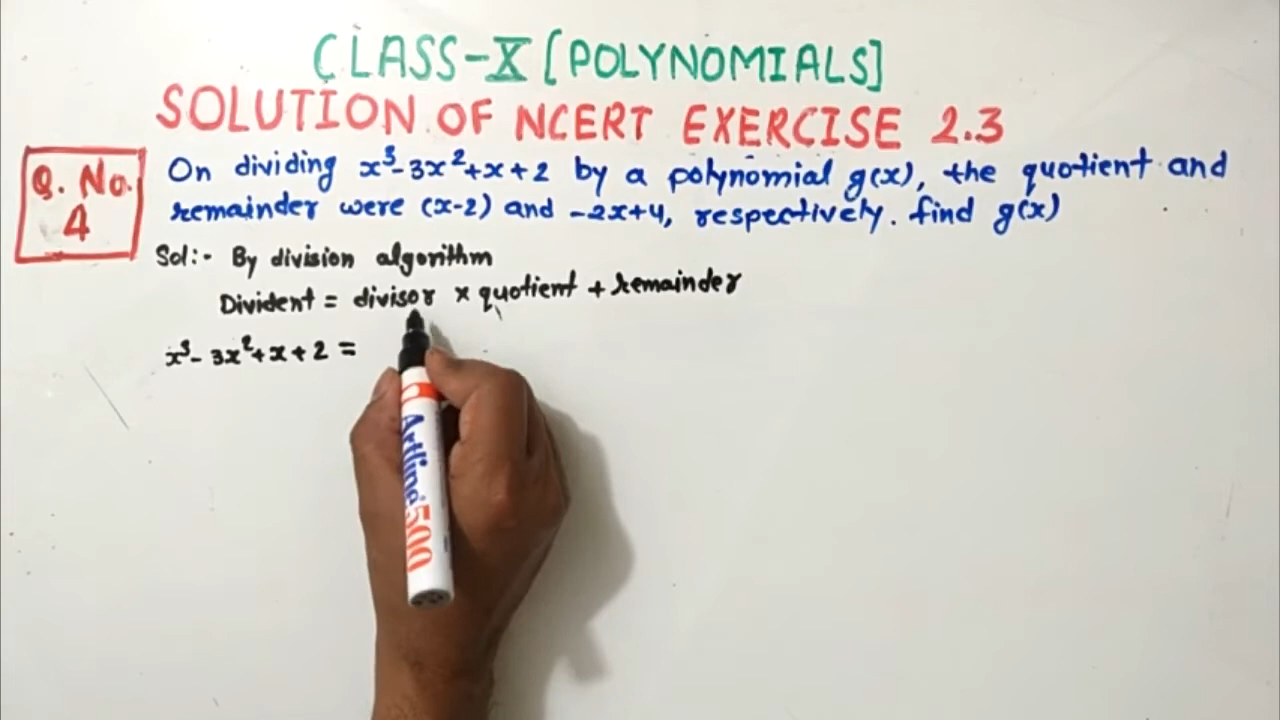 CLASS-X [POLYNOMIALS]
SOLUTION OF NCERT EXERCISE 2.3
Q. No. 4
On dividing x³-3x²+x+2 by a polynomial g(x), the quotient and
remainder were (x-2) and -2x+4, respectively. find g(x)
Sol:- By division algorithm
Divident = divisor × quotient + remainder
x³-3x²+x+2 =
Artline 500